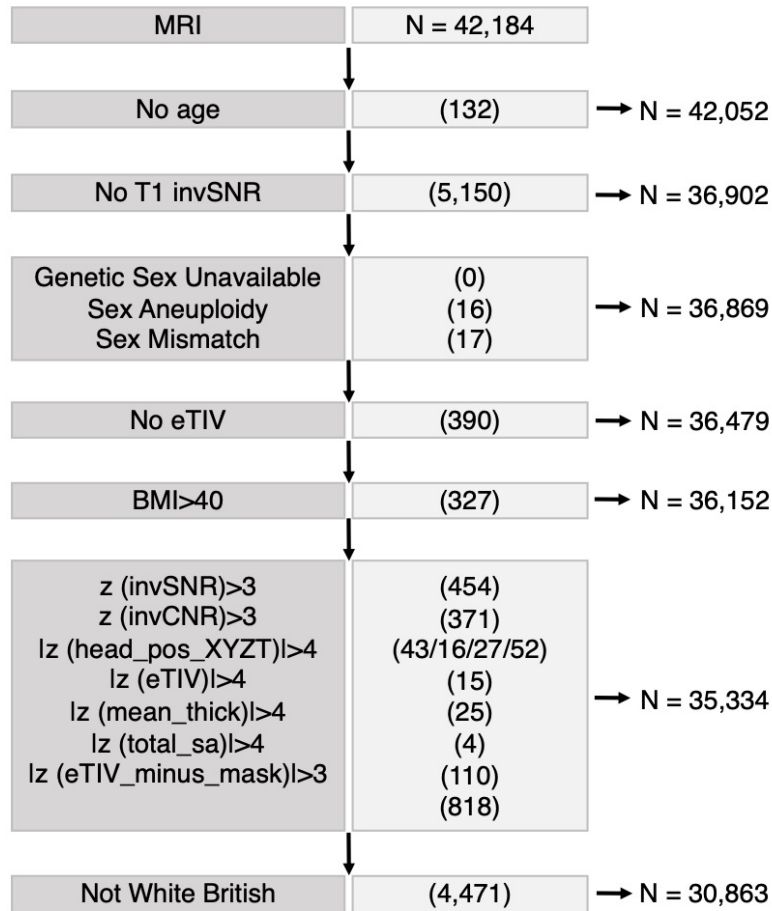 MRI N = 42,184
No age (132) N = 42,052
No T1 invSNR (5,150) N = 36,902
Genetic Sex Unavailable (0)
Sex Aneuploidy (16) N = 36,869
Sex Mismatch (17)
No eTIV (390) N = 36,479
BMI>40 (327) N = 36,152
z (invSNR)>3 (454)
z (invCNR)>3 (371)
|z (head_pos_XYZT)|>4 (43/16/27/52)
|z (eTIV)|>4 (15)
|z (mean_thick)|>4 (25) N = 35,334
|z (total_sa)|>4 (4)
|z (eTIV_minus_mask)|>3 (110)
(818)
Not White British (4,471) N = 30,863